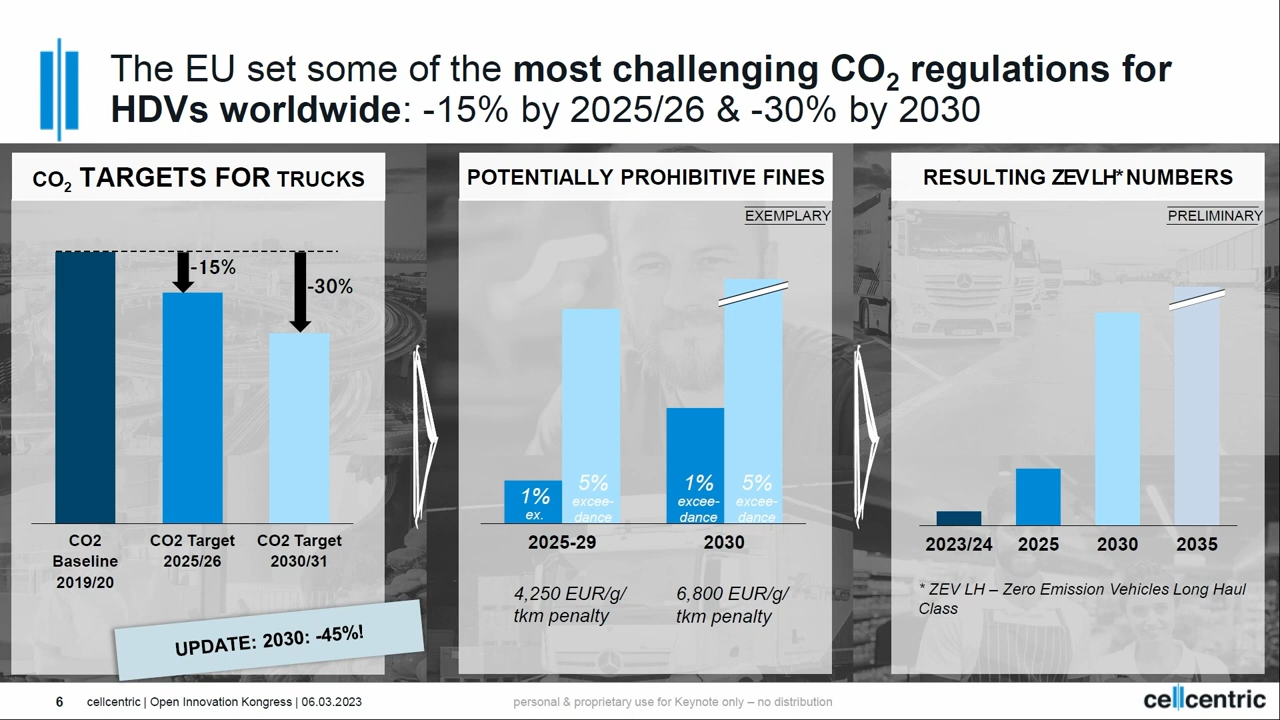 The EU set some of the most challenging CO2 regulations for
HDVs worldwide: -15% by 2025/26 & -30% by 2030
CO2 TARGETS FOR TRUCKS
-15%
-30%
CO2
Baseline
2019/20
CO2 Target
2025/26
CO2 Target
2030/31
UPDATE: 2030: -45%!
POTENTIALLY PROHIBITIVE FINES
EXEMPLARY
1%
ex.
5%
excee-
dance
1%
excee-
dance
5%
excee-
dance
2025-29
2030
4,250 EUR/g/
tkm penalty
6,800 EUR/g/
tkm penalty
RESULTING ZEV LH* NUMBERS
PRELIMINARY
2023/24
2025
2030
2035
* ZEV LH – Zero Emission Vehicles Long Haul
Class
6
cellcentric | Open Innovation Kongress | 06.03.2023
personal & proprietary use for Keynote only – no distribution
cellcentric